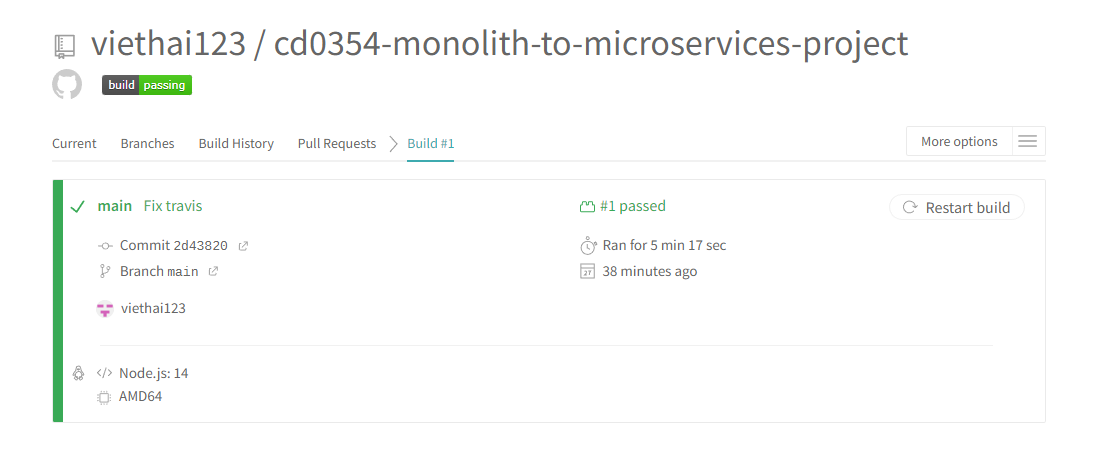 viethai123 / cd0354-monolith-to-microservices-project
build passing
Current Branches Build History Pull Requests Build #1 More options
main Fix travis #1 passed Restart build
Commit 2d43820 Ran for 5 min 17 sec
Branch main 27 38 minutes ago
viethai123
Node.js: 14
AMD64